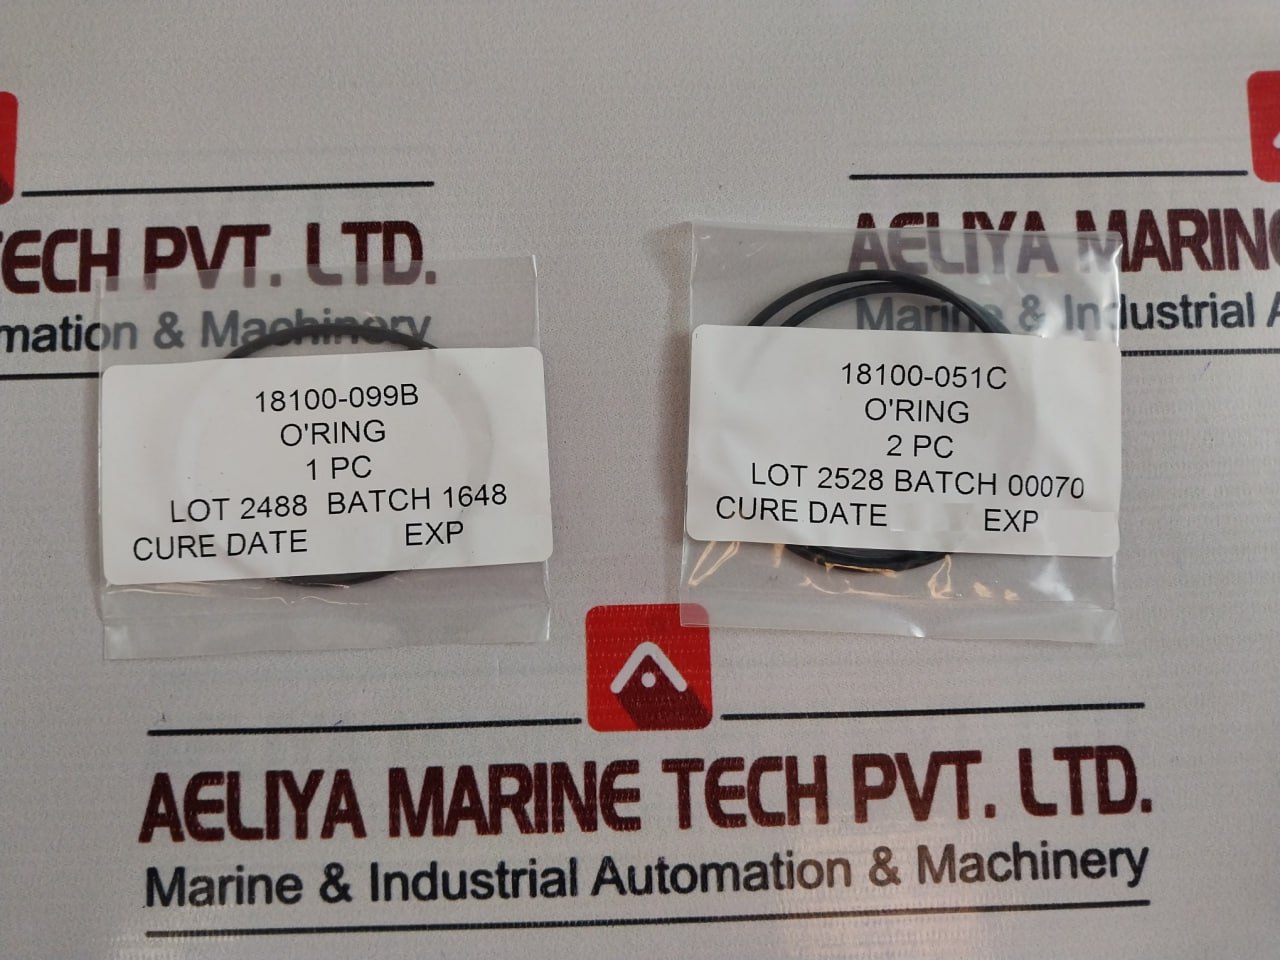 TECH PVT. LTD.
mation & Machinery
AELIYA MARINE
Marine & Industrial A
18100-099B
O'RING
1 PC
LOT 2488 BATCH 1648
CURE DATE EXP
18100-051C
O'RING
2 PC
LOT 2528 BATCH 00070
CURE DATE EXP
AELIYA MARINE TECH PVT. LTD.
Marine & Industrial Automation & Machinery